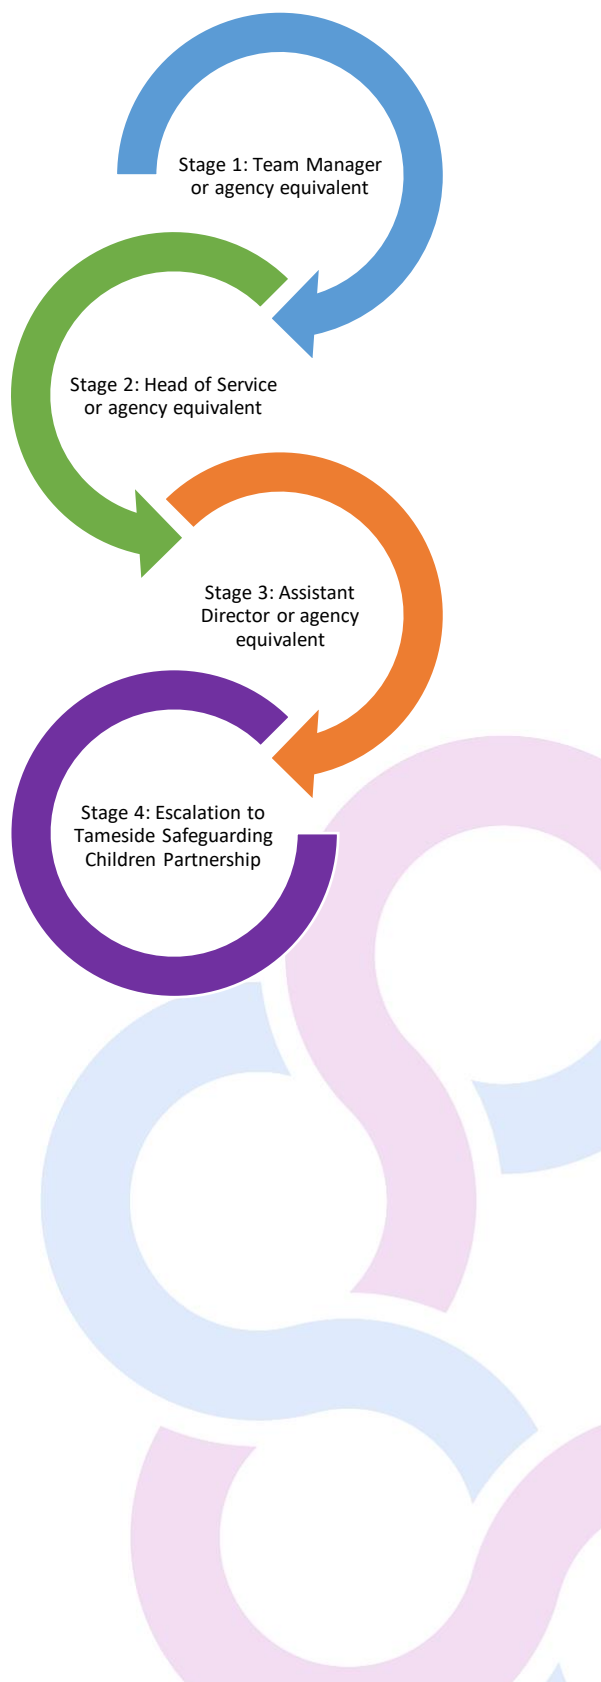 Stage 1: Team Manager
or agency equivalent
Stage 2: Head of Service
or agency equivalent
Stage 3: Assistant
Director or agency
equivalent
Stage 4: Escalation to
Tameside Safeguarding
Children Partnership